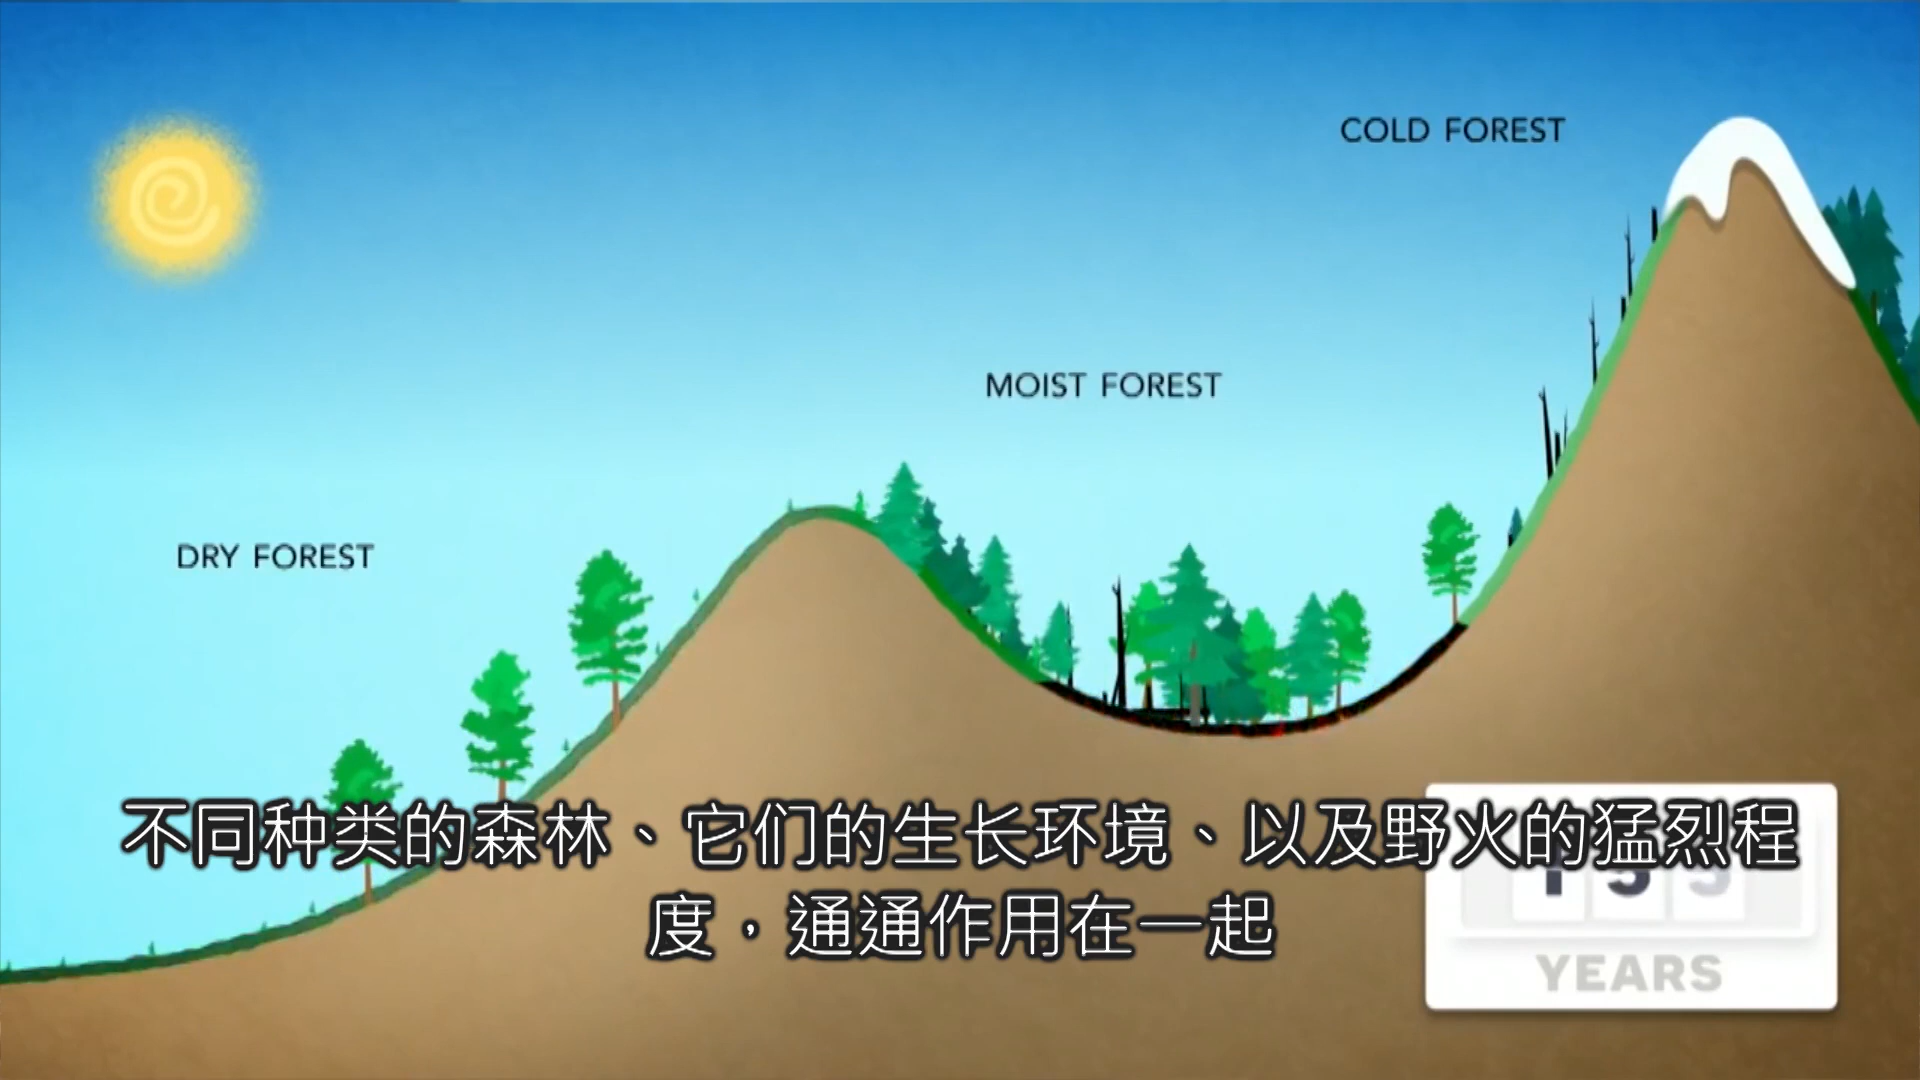 COLD FOREST
MOIST FOREST
DRY FOREST
不同种类的森林、它们的生长环境、以及野火的猛烈程
度，通通作用在一起
YEARS